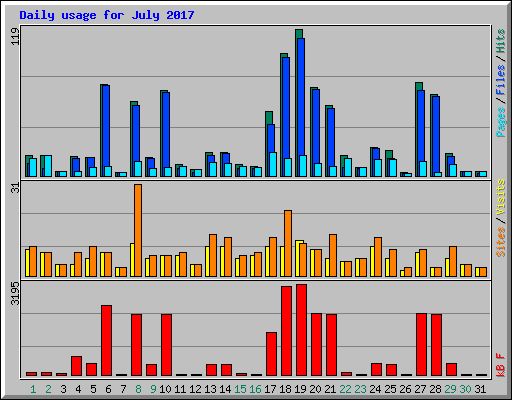 Daily usage for July 2017
119
Pages / Files / Hits
31
Sites / Visits
3195
kB F
1 2 3 4 5 6 7 8 9 10 11 12 13 14 15 16 17 18 19 20 21 22 23 24 25 26 27 28 29 30 31